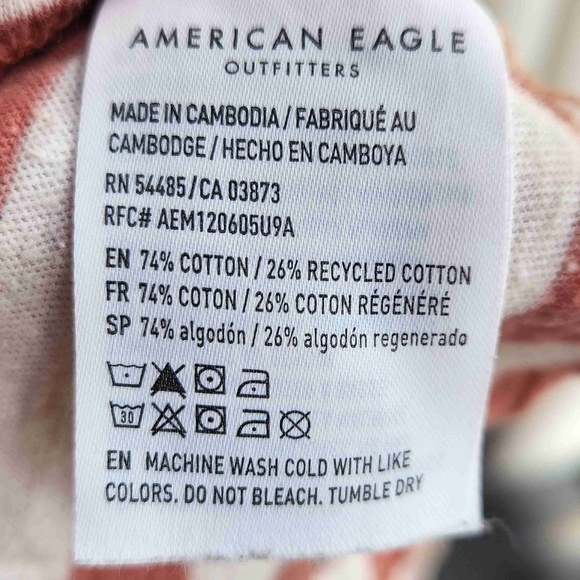 AMERICAN EAGLE
OUTFITTERS
MADE IN CAMBODIA / FABRIQUÉ AU
CAMBODGE / HECHO EN CAMBOYA
RN 54485 / CA 03873
RFC# AEM120605U9A
EN 74% COTTON / 26% RECYCLED COTTON
FR 74% COTON / 26% COTON RÉGÉNÉRÉ
SP 74% algodón / 26% algodón regenerado
30
EN MACHINE WASH COLD WITH LIKE
COLORS. DO NOT BLEACH. TUMBLE DRY